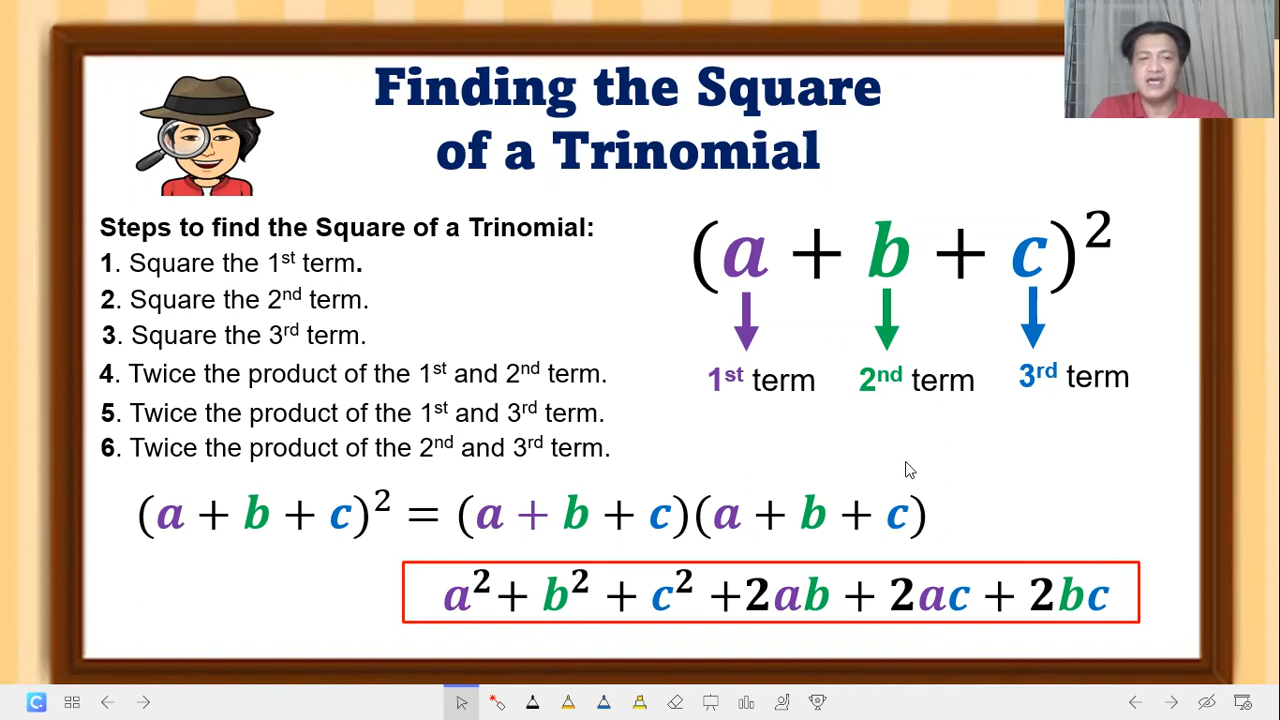 Finding the Square
of a Trinomial
Steps to find the Square of a Trinomial:
1. Square the 1st term.
2. Square the 2nd term.
3. Square the 3rd term.
4. Twice the product of the 1st and 2nd term.
5. Twice the product of the 1st and 3rd term.
6. Twice the product of the 2nd and 3rd term.
(a + b + c)²
1st term 2nd term 3rd term
(a + b + c)² = (a + b + c)(a + b + c)
a² + b² + c² +2ab + 2ac + 2bc